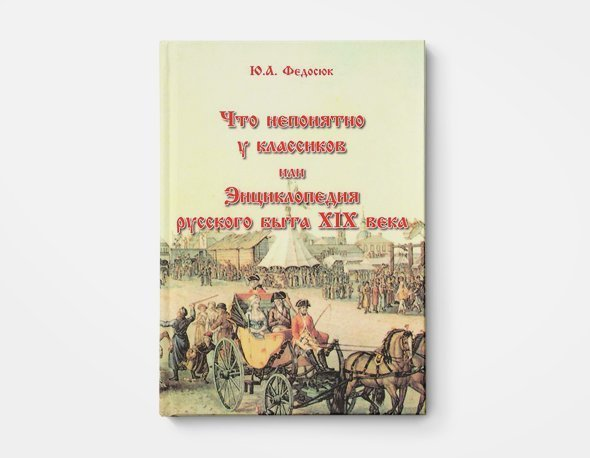 Ю.А. Федосюк
Что непонятно
у классиков
или
Энциклопедия
русского быта XIX века